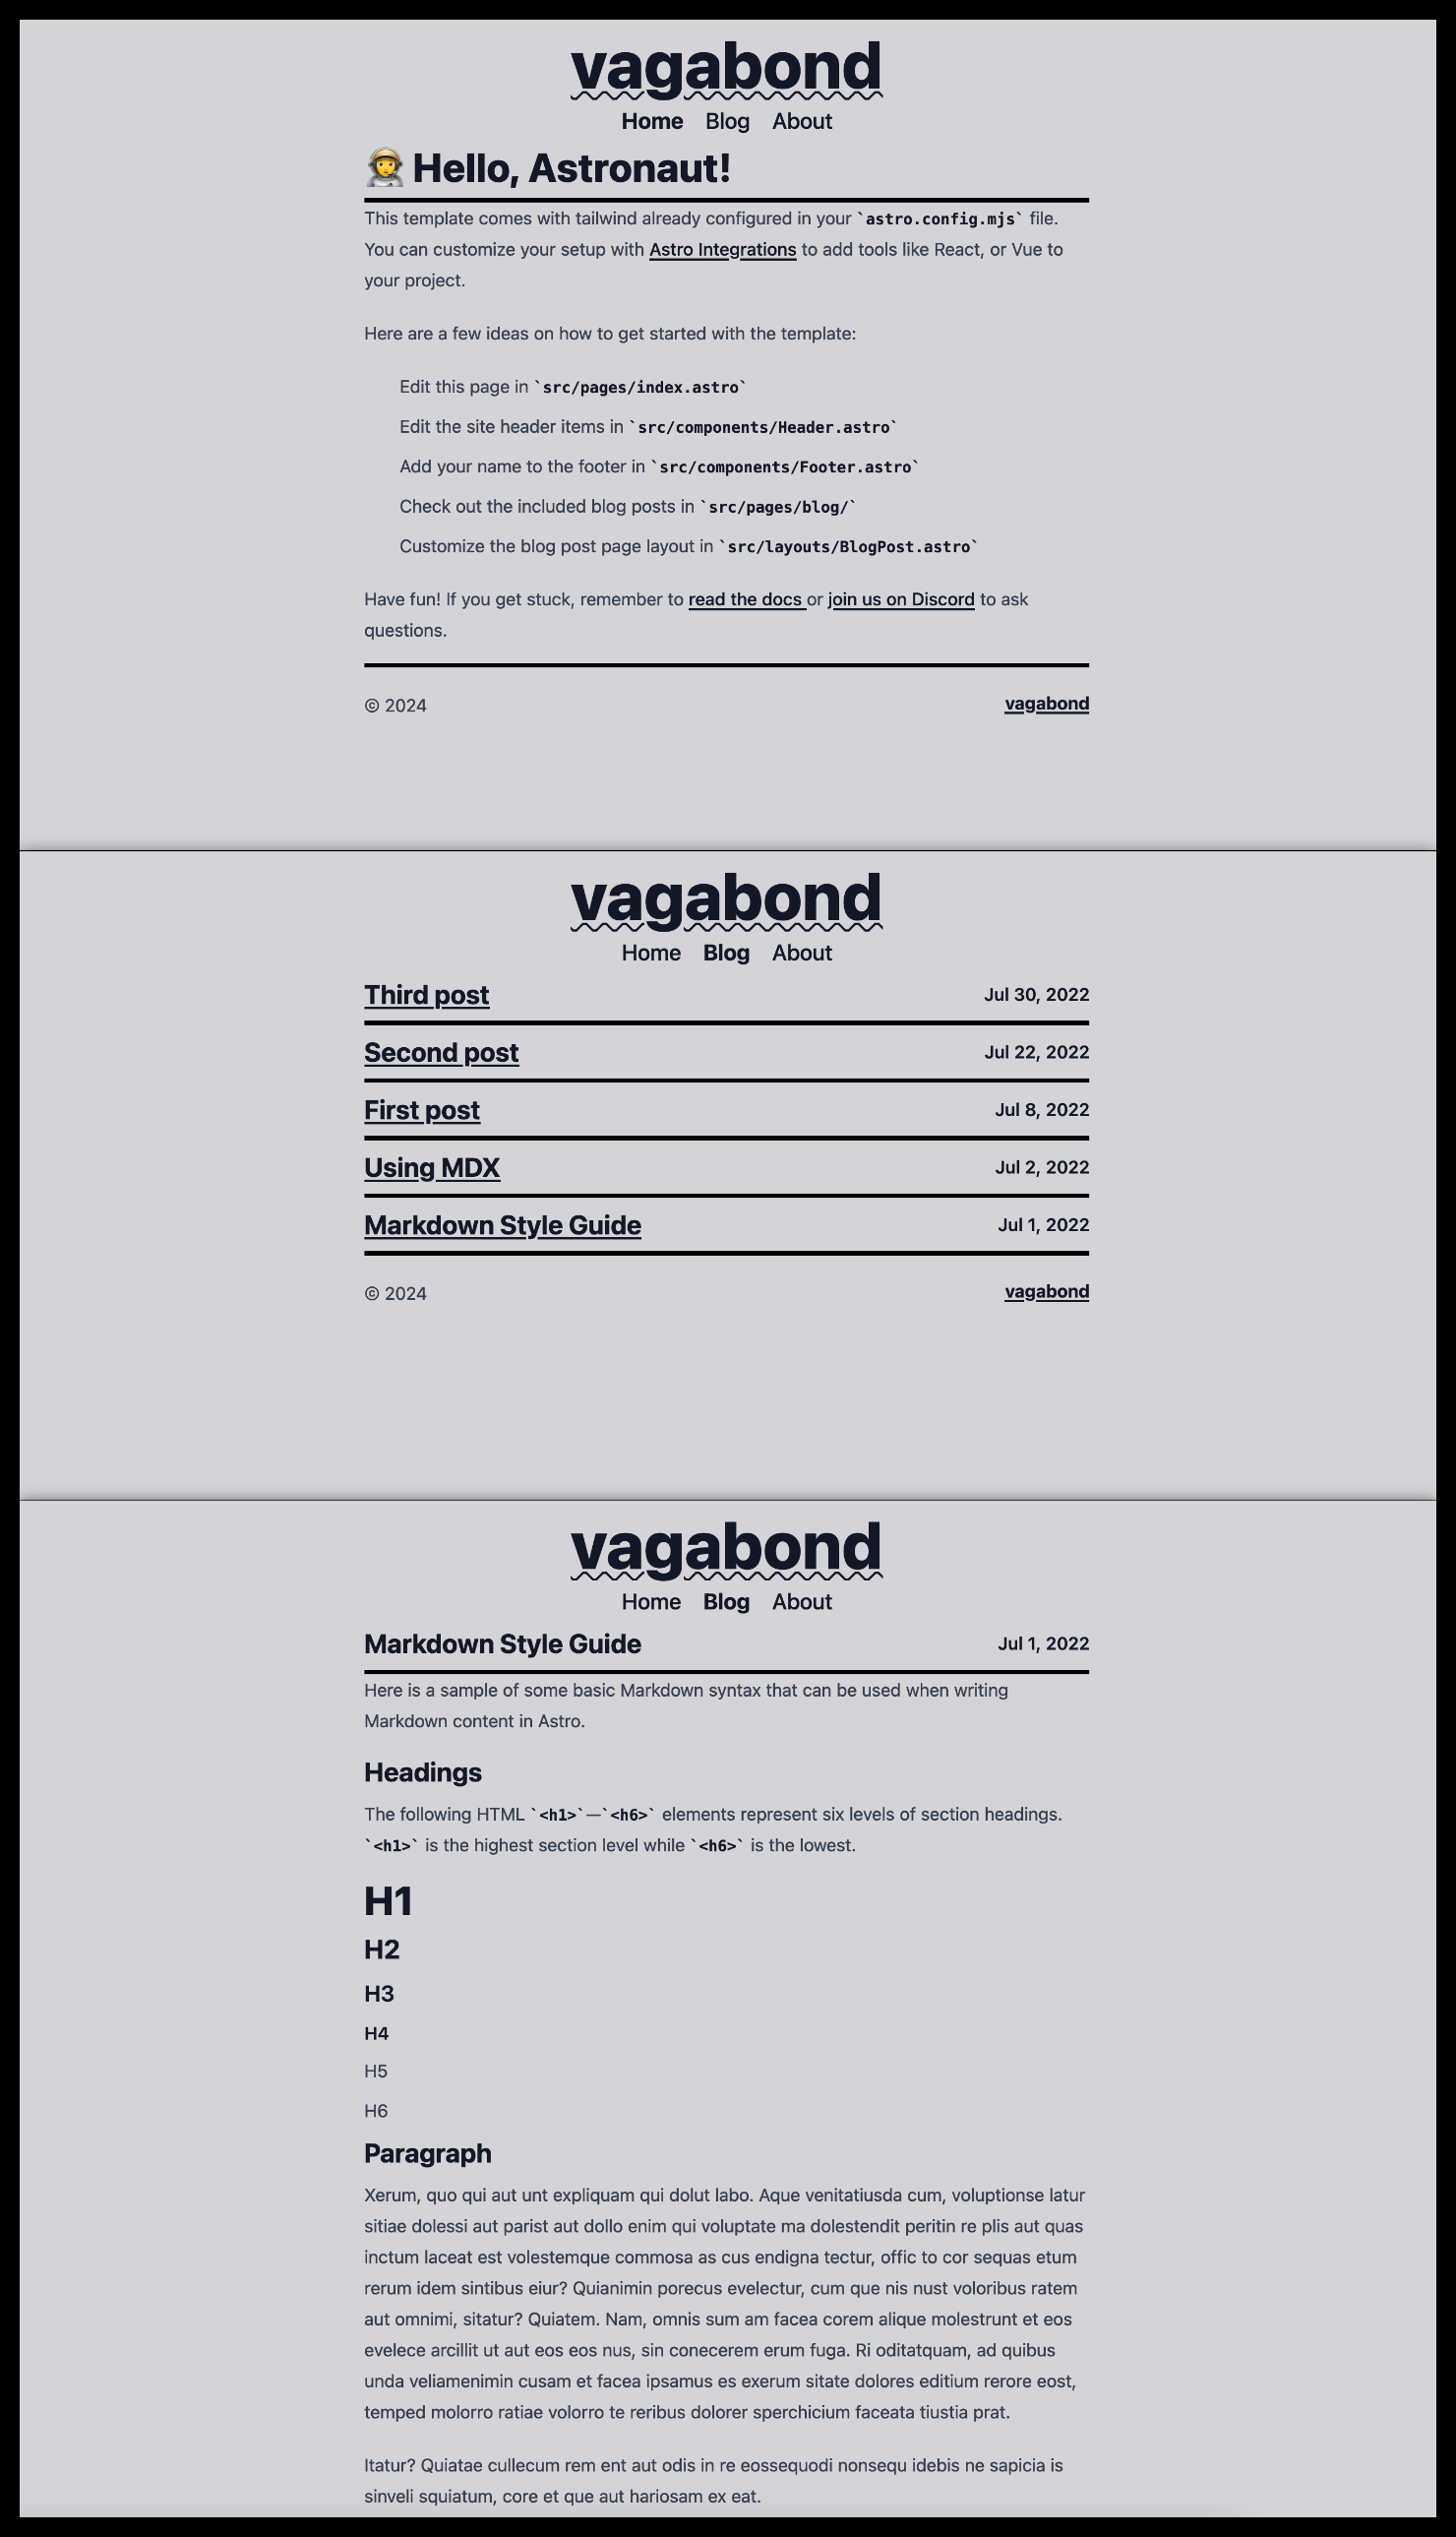 vagabond
Home Blog About
🧑‍🚀 Hello, Astronaut!
This template comes with tailwind already configured in your `astro.config.mjs` file.
You can customize your setup with Astro Integrations to add tools like React, or Vue to
your project.
Here are a few ideas on how to get started with the template:
Edit this page in `src/pages/index.astro`
Edit the site header items in `src/components/Header.astro`
Add your name to the footer in `src/components/Footer.astro`
Check out the included blog posts in `src/pages/blog/`
Customize the blog post page layout in `src/layouts/BlogPost.astro`
Have fun! If you get stuck, remember to read the docs or join us on Discord to ask
questions.
© 2024 vagabond
vagabond
Home Blog About
Third post Jul 30, 2022
Second post Jul 22, 2022
First post Jul 8, 2022
Using MDX Jul 2, 2022
Markdown Style Guide Jul 1, 2022
© 2024 vagabond
vagabond
Home Blog About
Markdown Style Guide Jul 1, 2022
Here is a sample of some basic Markdown syntax that can be used when writing
Markdown content in Astro.
Headings
The following HTML `<h1>`—`<h6>` elements represent six levels of section headings.
`<h1>` is the highest section level while `<h6>` is the lowest.
H1
H2
H3
H4
H5
H6
Paragraph
Xerum, quo qui aut unt expliquam qui dolut labo. Aque venitatiusda cum, voluptionse latur
sitiae dolessi aut parist aut dollo enim qui voluptate ma dolestendit peritin re plis aut quas
inctum laceat est volestemque commosa as cus endigna tectur, offic to cor sequas etum
rerum idem sintibus eiur? Quianimin porecus evelectur, cum que nis nust voloribus ratem
aut omnimi, sitatur? Quiatem. Nam, omnis sum am facea corem alique molestrunt et eos
evelece arcillit ut aut eos eos nus, sin conecerem erum fuga. Ri oditatquam, ad quibus
unda veliamenimin cusam et facea ipsamus es exerum sitate dolores editium rerore eost,
temped molorro ratiae volorro te reribus dolorer sperchicium faceata tiustia prat.
Itatur? Quiatae cullecum rem ent aut odis in re eossequodi nonsequ idebis ne sapicia is
sinveli squiatum, core et que aut hariosam ex eat.